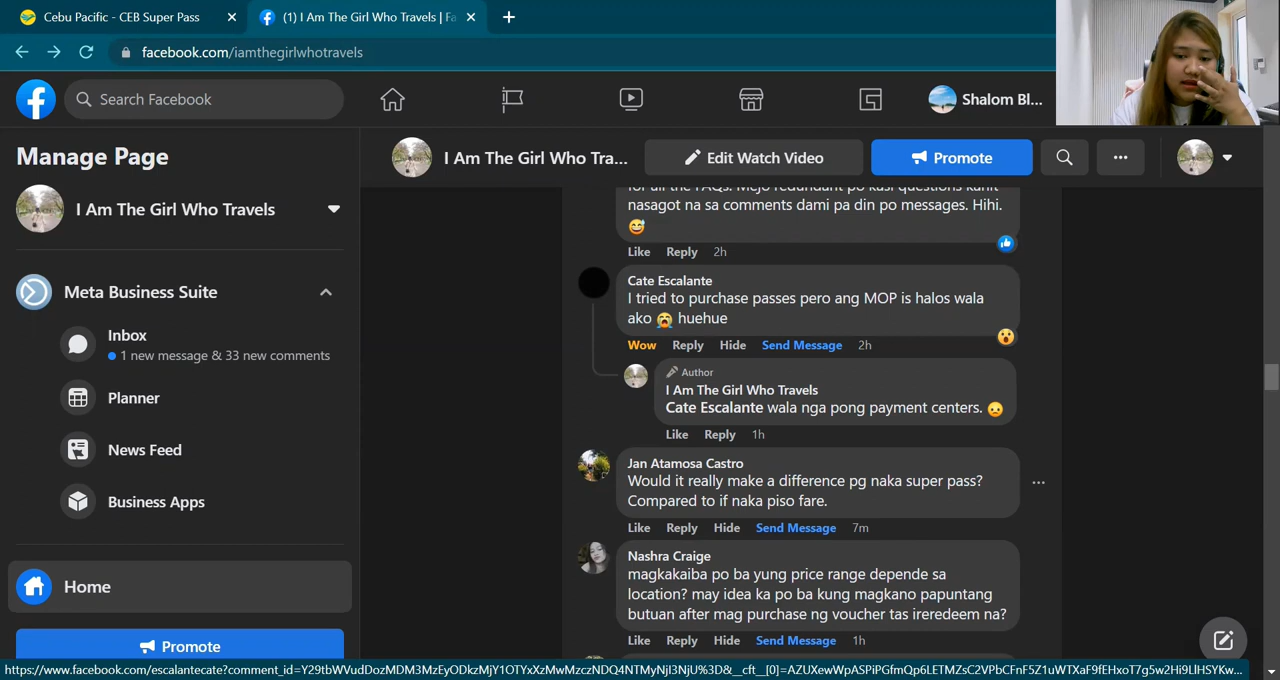 Cebu Pacific - CEB Super Pass
(1) I Am The Girl Who Travels | Fa
facebook.com/iamthegirlwhotravels
Search Facebook
Shalom Bl...
Manage Page
I Am The Girl Who Travels
Meta Business Suite
Inbox
1 new message & 33 new comments
Planner
News Feed
Business Apps
Home
Promote
I Am The Girl Who Tra...
Edit Watch Video
Promote
for all the FAQs. Mejo redundant po kasi questions kahit
nasagot na sa comments dami pa din po messages. Hihi.
Like Reply 2h
Cate Escalante
I tried to purchase passes pero ang MOP is halos wala
ako 😭 huehue
Wow Reply Hide Send Message 2h
Author
I Am The Girl Who Travels
Cate Escalante wala nga pong payment centers. 😞
Like Reply 1h
Jan Atamosa Castro
Would it really make a difference pg naka super pass?
Compared to if naka piso fare.
Like Reply Hide Send Message 7m
Nashra Craige
magkakaiba po ba yung price range depende sa
location? may idea ka po ba kung magkano papuntang
butuan after mag purchase ng voucher tas ireredeem na?
Like Reply Hide Send Message 1h